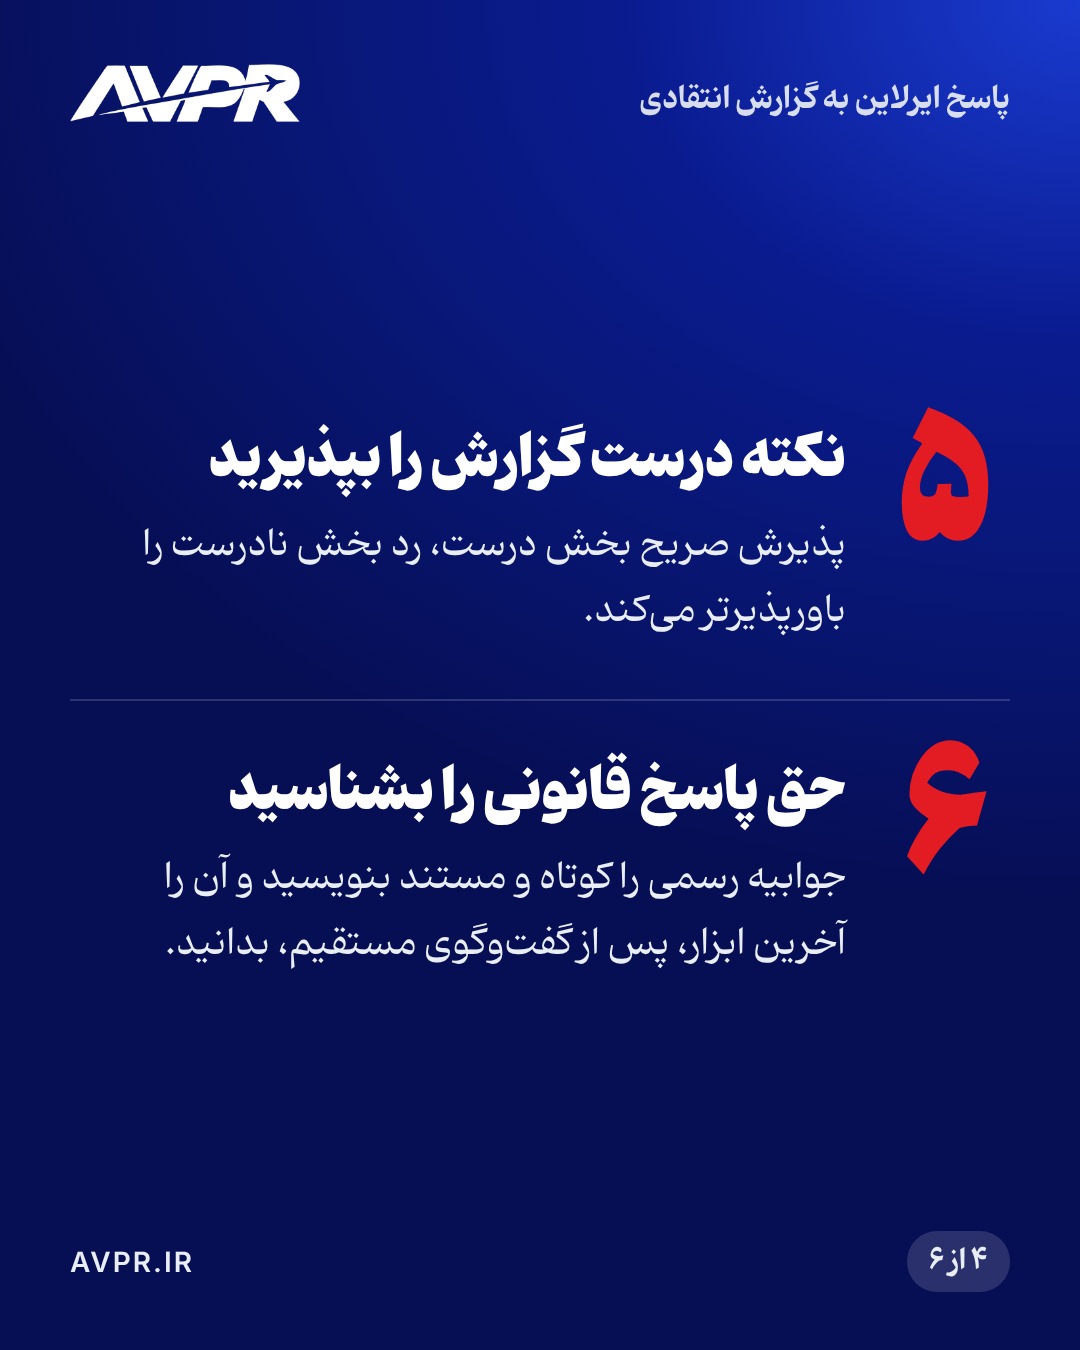 پاسخ ایرلاین به گزارش انتقادی
AVPR
۵
نکته درست گزارش را بپذیرید
پذیرش صریح بخش درست، رد بخش نادرست را
باورپذیرتر می‌کند.
۶
حق پاسخ قانونی را بشناسید
جوابیه رسمی را کوتاه و مستند بنویسید و آن را
آخرین ابزار، پس از گفت‌وگوی مستقیم، بدانید.
۴ از ۶
AVPR.IR